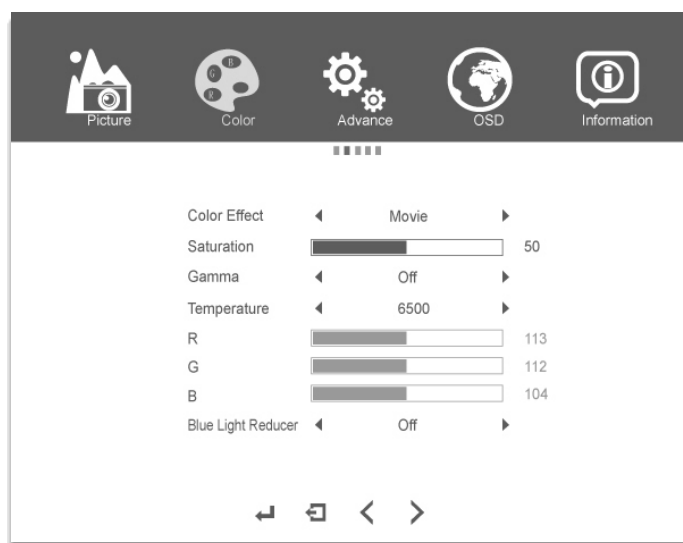 B
G
R
Picture Color Advance OSD Information
Color Effect Movie
Saturation 50
Gamma Off
Temperature 6500
R 113
G 112
B 104
Blue Light Reducer Off